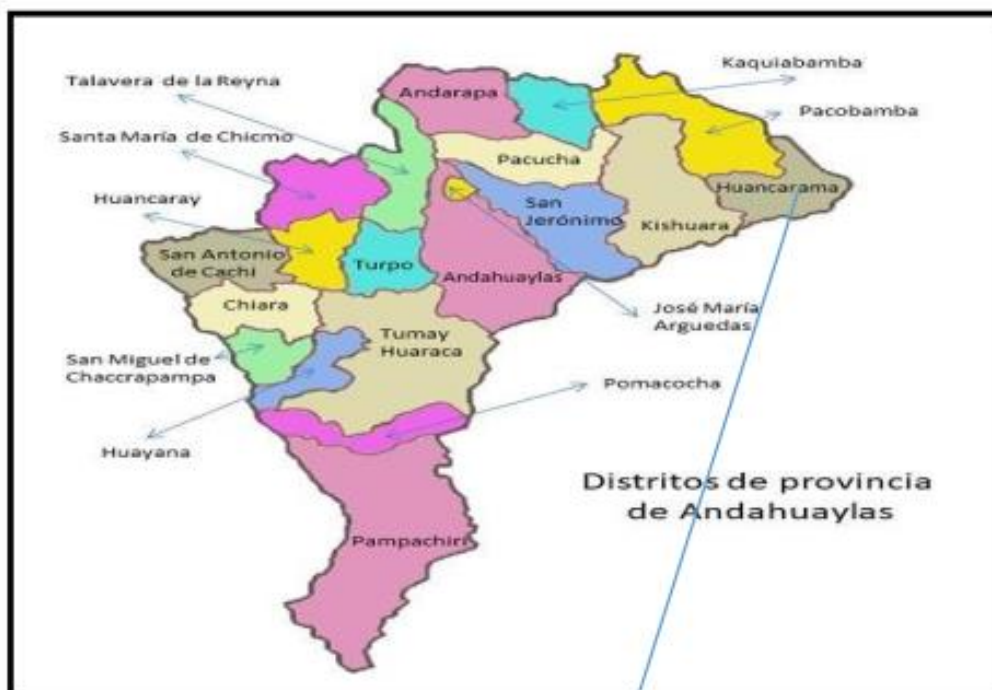 Kaquiabamba
Talavera de la Reyna
Andarapa
Pacobamba
Santa María de Chicmo
Pacucha
Huancarama
Huancaray
San
Jerónimo
Kishuara
San Antonio
de Cachi
Turpo
Andahuaylas
Chiara
José María
Arguedas
Tumay
Huaraca
San Miguel de
Chaccrapampa
Pomacocha
Huayana
Distritos de provincia
de Andahuaylas
Pampachiri